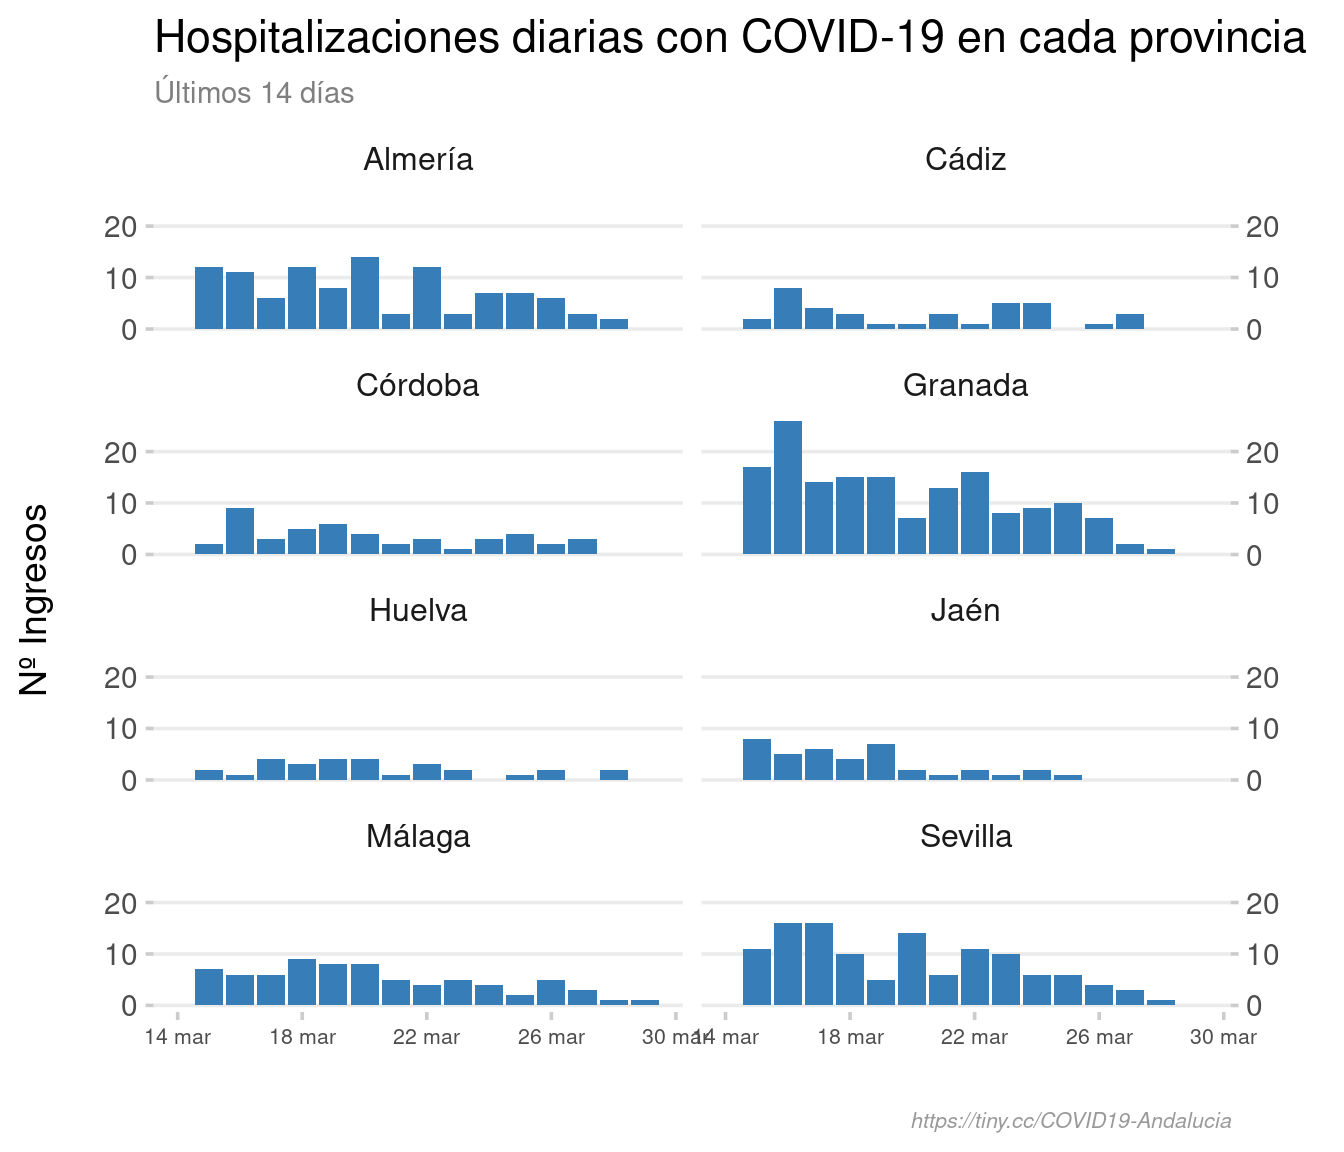 Hospitalizaciones diarias con COVID-19 en cada provincia
Últimos 14 días
Almería
Cádiz
20
10
0
20
10
0
Córdoba
Granada
20
10
0
20
10
0
Nº Ingresos
Huelva
Jaén
20
10
0
20
10
0
Málaga
Sevilla
20
10
0
20
10
0
14 mar 18 mar 22 mar 26 mar 30 mar
14 mar 18 mar 22 mar 26 mar 30 mar
https://tiny.cc/COVID19-Andalucia